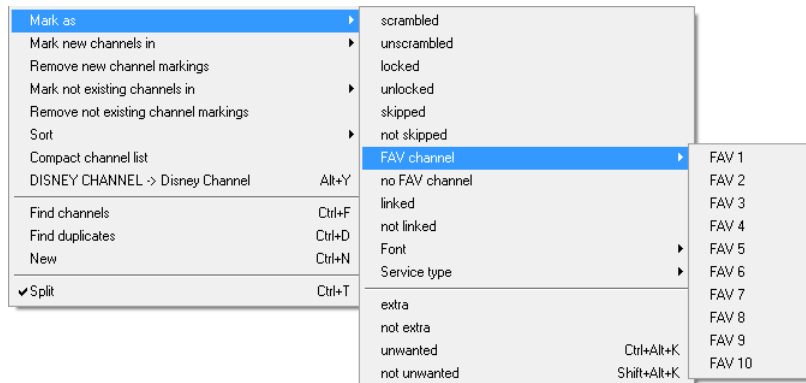 Mark as
Mark new channels in
Remove new channel markings
Mark not existing channels in
Remove not existing channel markings
Sort
Compact channel list
DISNEY CHANNEL -> Disney Channel Alt+Y
Find channels Ctrl+F
Find duplicates Ctrl+D
New Ctrl+N
Split Ctrl+T
scrambled
unscrambled
locked
unlocked
skipped
not skipped
FAV channel
no FAV channel
linked
not linked
Font
Service type
extra
not extra
unwanted Ctrl+Alt+K
not unwanted Shift+Alt+K
FAV 1
FAV 2
FAV 3
FAV 4
FAV 5
FAV 6
FAV 7
FAV 8
FAV 9
FAV 10